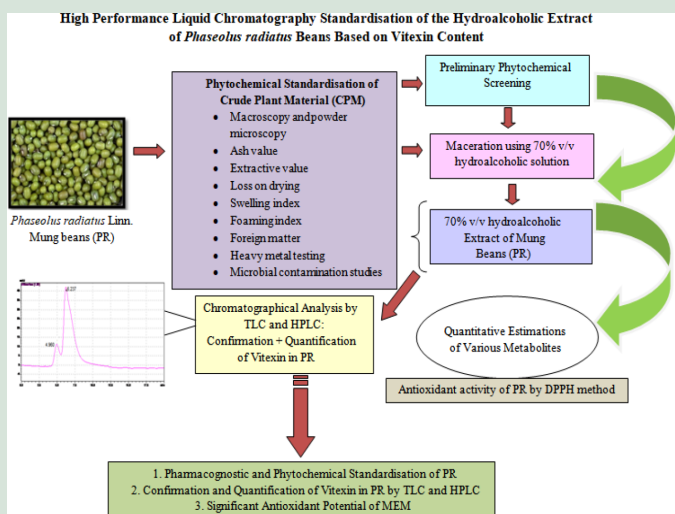 High Performance Liquid Chromatography Standardisation of the Hydroalcoholic Extract
of Phaseolus radiatus Beans Based on Vitexin Content
Phytochemical Standardisation of
Crude Plant Material (CPM)
• Macroscopy andpowder
microscopy
• Ash value
• Extractive value
• Loss on drying
• Swelling index
• Foaming index
• Foreign matter
• Heavy metal testing
• Microbial contamination studies
Preliminary Phytochemical
Screening
Maceration using 70% v/v
hydroalcoholic solution
Phaseolus radiatus Linn.
Mung beans (PR)
70% v/v hydroalcoholic
Extract of Mung
Beans (PR)
Chromatographical Analysis by
TLC and HPLC:
Confirmation + Quantification
of Vitexin in PR
Quantitative Estimations
of Various Metabolites
Antioxidant activity of PR by DPPH method
1. Pharmacognostic and Phytochemical Standardisation of PR
2. Confirmation and Quantification of Vitexin in PR by TLC and HPLC
3. Significant Antioxidant Potential of MEM